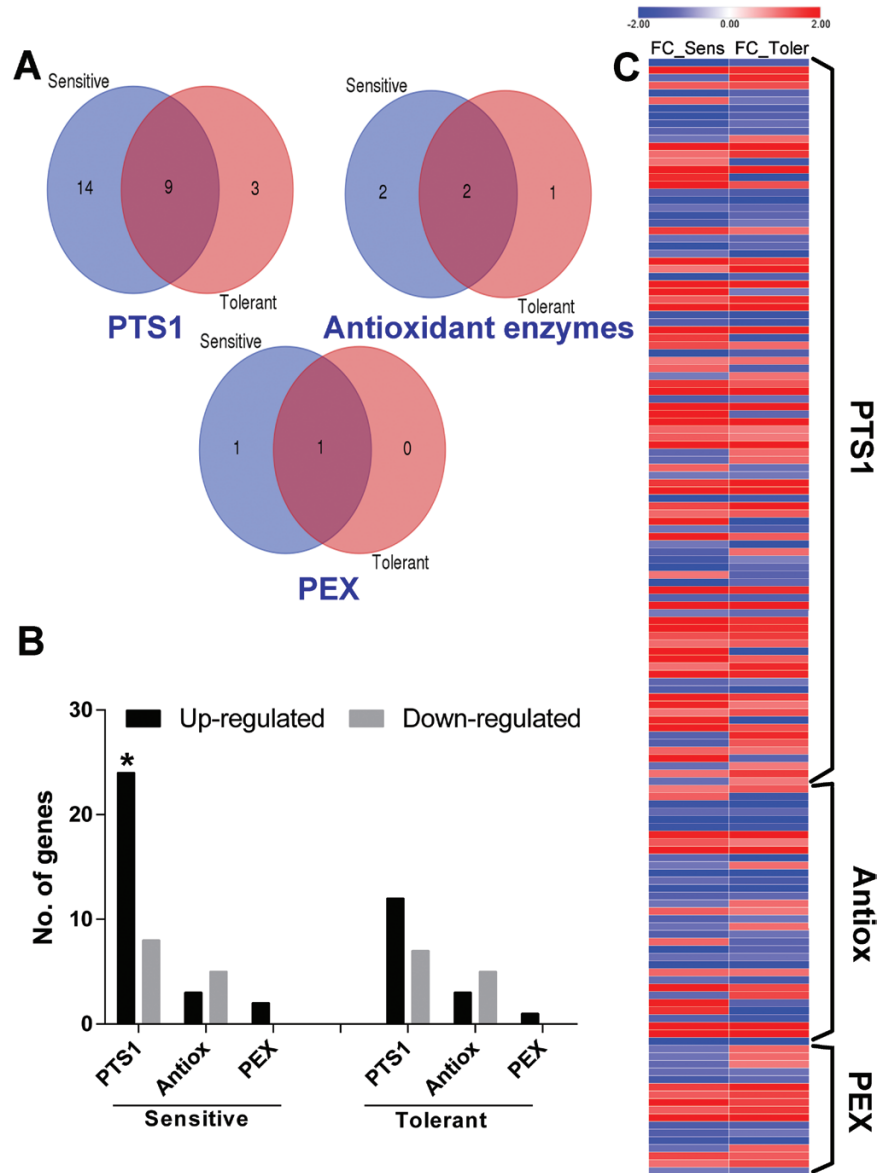 A
Sensitive
14
9
3
Tolerant
PTS1
Sensitive
2
2
1
Tolerant
Antioxidant enzymes
Sensitive
1
1
0
Tolerant
PEX
B
Up-regulated
Down-regulated
No. of genes
30
20
10
0
*
PTS1
Antiox
PEX
PTS1
Antiox
PEX
Sensitive
Tolerant
C
-2.00
0.00
2.00
FC_Sens
FC_Toler
PTS1
Antiox
PEX